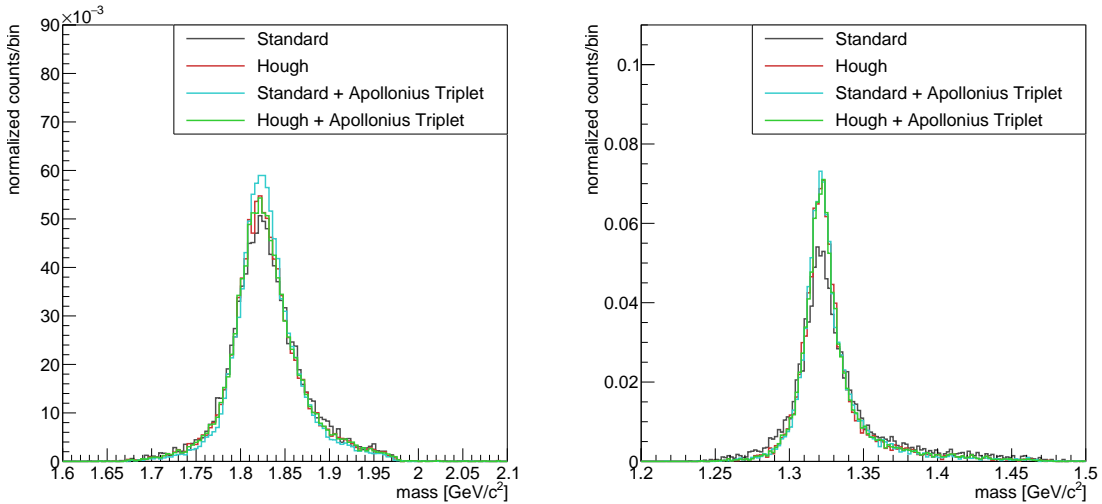 90
×10⁻³
80
70
60
50
40
30
20
10
0
normalized counts/bin
Standard
Hough
Standard + Apollonius Triplet
Hough + Apollonius Triplet
1.6 1.7 1.75 1.8 1.85 1.9 1.95 2 2.05 2.1
mass [GeV/c²]
0.1
0.08
0.06
0.04
0.02
0
normalized counts/bin
Standard
Hough
Standard + Apollonius Triplet
Hough + Apollonius Triplet
1.2 1.25 1.3 1.35 1.4 1.45 1.5
mass [GeV/c²]